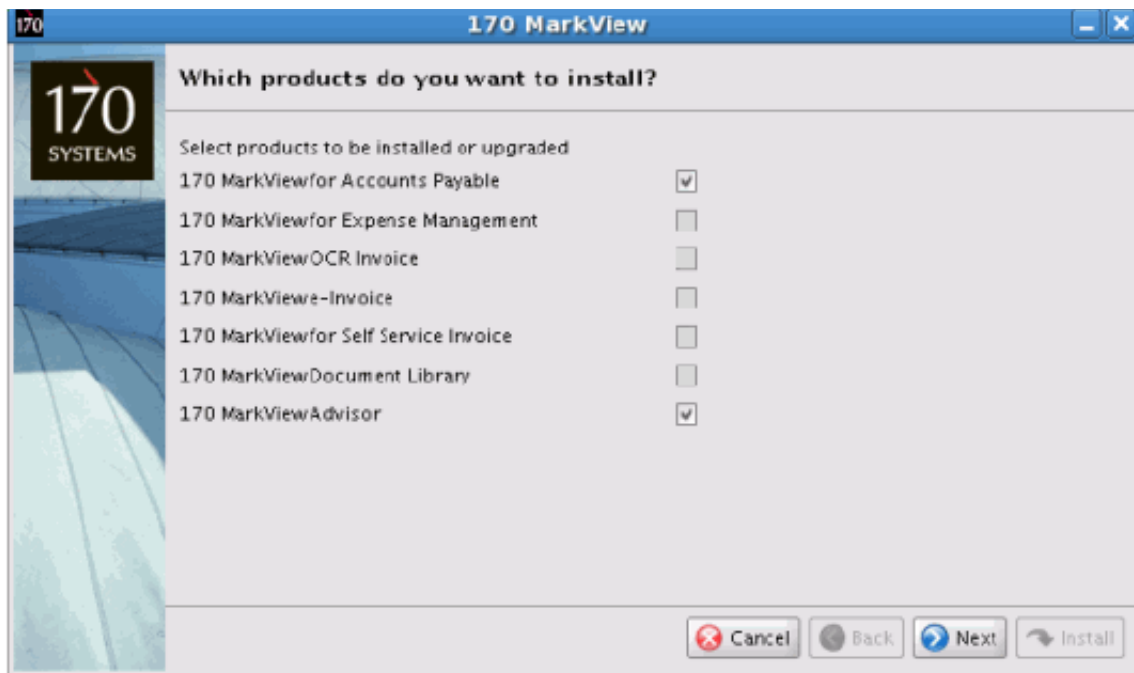 170
170 MarkView
170
SYSTEMS
Which products do you want to install?
Select products to be installed or upgraded
170 MarkViewfor Accounts Payable
170 MarkViewfor Expense Management
170 MarkViewOCR Invoice
170 MarkViewe-Invoice
170 MarkViewfor Self Service Invoice
170 MarkViewDocument Library
170 MarkViewAdvisor
Cancel Back Next Install